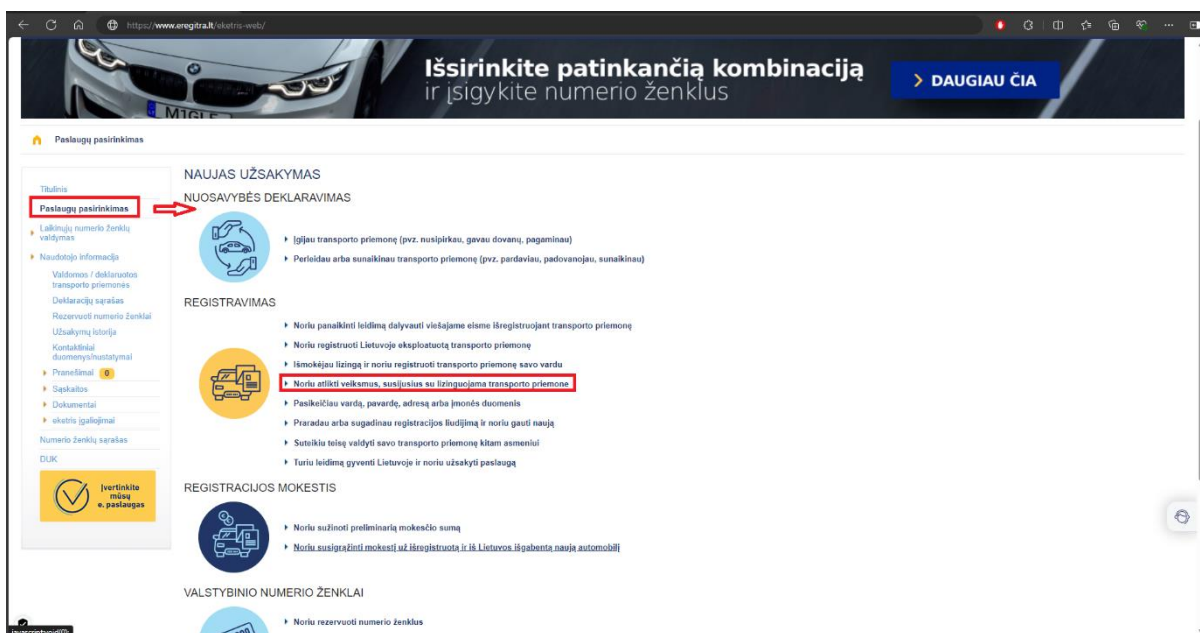 https://www.eregitra.lt/eketris-web/
Išsirinkite patinkančią kombinaciją
ir įsigykite numerio ženklus
> DAUGIAU ČIA
M1GLE
Paslaugų pasirinkimas
Titulinis
Paslaugų pasirinkimas
Laikinųjų numerio ženklų
valdymas
Naudotojo informacija
Valdomos / deklaruotos
transporto priemonės
Deklaracijų sąrašas
Rezervuoti numerio ženklai
Užsakymų istorija
Kontaktiniai
duomenys/nustatymai
Pranešimai 0
Sąskaitos
Dokumentai
eketris įgaliojimai
Numerio ženklų sąrašas
DUK
Įvertinkite
mūsų
e. paslaugas
NAUJAS UŽSAKYMAS
NUOSAVYBĖS DEKLARAVIMAS
Įgijau transporto priemonę (pvz. nusipirkau, gavau dovanų, pagaminau)
Perleidau arba sunaikinau transporto priemonę (pvz. pardaviau, padovanojau, sunaikinau)
REGISTRAVIMAS
Noriu panaikinti leidimą dalyvauti viešajame eisme išregistruojant transporto priemonę
Noriu registruoti Lietuvoje eksploatuotą transporto priemonę
Išmokėjau lizingą ir noriu registruoti transporto priemonę savo vardu
Noriu atlikti veiksmus, susijusius su lizinguojama transporto priemone
Pasikeičiau vardą, pavardę, adresą arba įmonės duomenis
Praradau arba sugadinau registracijos liudijimą ir noriu gauti naują
Suteikiu teisę valdyti savo transporto priemonę kitam asmeniui
Turiu leidimą gyventi Lietuvoje ir noriu užsakyti paslaugą
REGISTRACIJOS MOKESTIS
Noriu sužinoti preliminarią mokesčio sumą
Noriu susigrąžinti mokestį už išregistruotą ir iš Lietuvos išgabentą naują automobilį
VALSTYBINIO NUMERIO ŽENKLAI
Noriu rezervuoti numerio ženklus